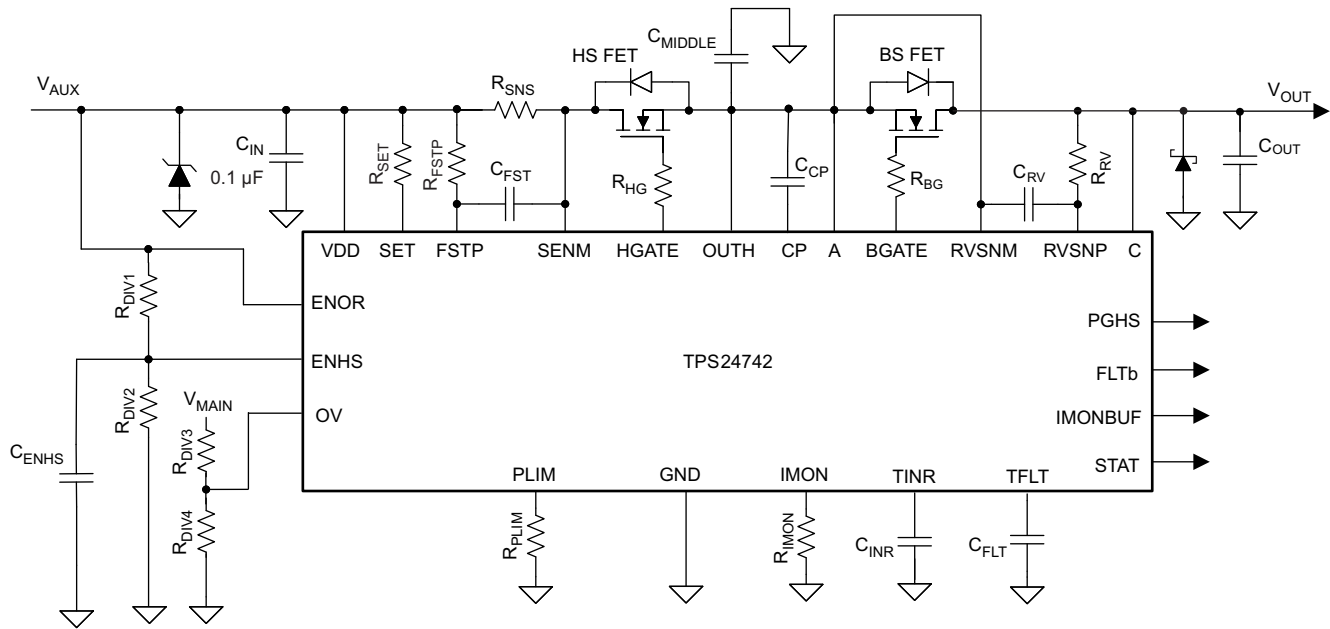 C_MIDDLE
HS FET
BS FET
V_AUX
R_SNS
V_OUT
C_IN
0.1 µF
R_SET
R_FSTP
C_FST
R_HG
C_CP
R_BG
C_RV
R_RV
C_OUT
VDD SET FSTP SENM HGATE OUTH CP A BGATE RVSNM RVSNP C
R_DIV1
ENOR
PGHS
ENHS
TPS24742
FLTb
R_DIV2
V_MAIN
OV
IMONBUF
C_ENHS
R_DIV3
STAT
PLIM GND IMON TINR TFLT
R_DIV4
R_PLIM
R_IMON
C_INR
C_FLT